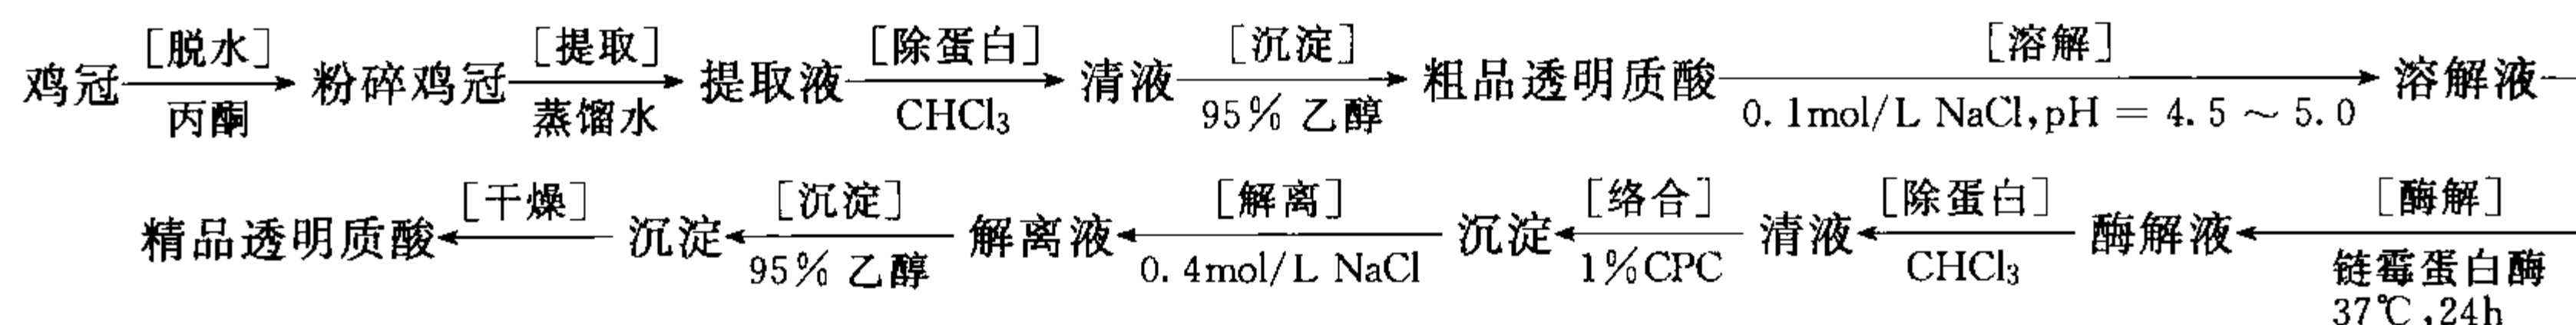 鸡冠 [脱水] 丙酮 粉碎鸡冠 [提取] 蒸馏水 提取液 [除蛋白] CHCl₃ 清液 [沉淀] 95% 乙醇 粗品透明质酸 [溶解] 0.1mol/L NaCl,pH = 4.5 ~ 5.0 溶解液
精品透明质酸 [干燥] 沉淀 [沉淀] 95% 乙醇 解离液 [解离] 0.4mol/L NaCl 沉淀 [络合] 1%CPC 清液 [除蛋白] CHCl₃ 酶解液 [酶解] 链霉蛋白酶 37℃,24h